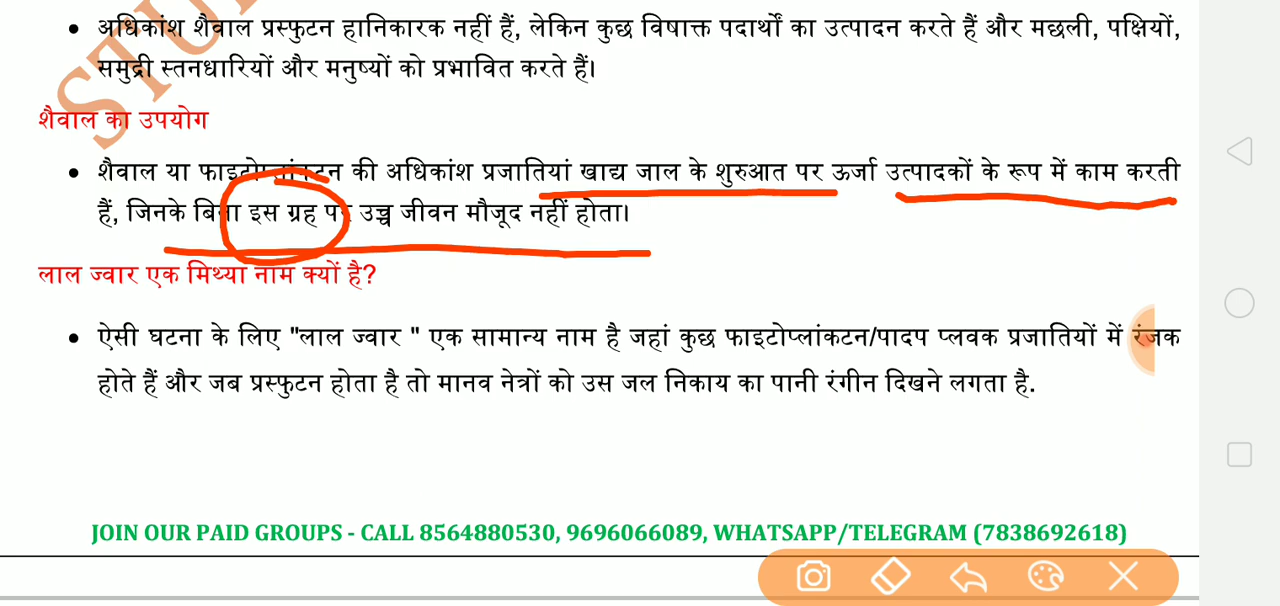 • अधिकांश शैवाल प्रस्फुटन हानिकारक नहीं हैं, लेकिन कुछ विषाक्त पदार्थों का उत्पादन करते हैं और मछली, पक्षियों,
समुद्री स्तनधारियों और मनुष्यों को प्रभावित करते हैं।
शैवाल का उपयोग
• शैवाल या फाइटोप्लांकटन की अधिकांश प्रजातियां खाद्य जाल के शुरुआत पर ऊर्जा उत्पादकों के रूप में काम करती
हैं, जिनके बिना इस ग्रह पर उच्च जीवन मौजूद नहीं होता।
लाल ज्वार एक मिथ्या नाम क्यों है?
• ऐसी घटना के लिए "लाल ज्वार " एक सामान्य नाम है जहां कुछ फाइटोप्लांकटन/पादप प्लवक प्रजातियों में रंजक
होते हैं और जब प्रस्फुटन होता है तो मानव नेत्रों को उस जल निकाय का पानी रंगीन दिखने लगता है.
JOIN OUR PAID GROUPS - CALL 8564880530, 9696066089, WHATSAPP/TELEGRAM (7838692618)